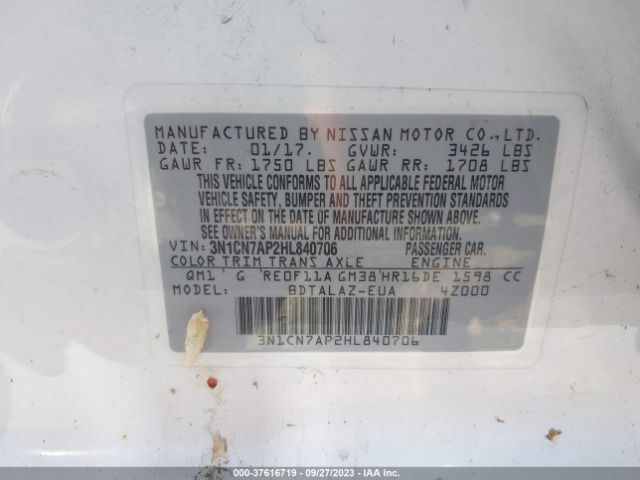 MANUFACTURED BY NISSAN MOTOR CO.,LTD.
DATE: 01/17. GVWR: 3426 LBS
GAWR FR: 1750 LBS GAWR RR: 1708 LBS
THIS VEHICLE CONFORMS TO ALL APPLICABLE FEDERAL MOTOR
VEHICLE SAFETY, BUMPER AND THEFT PREVENTION STANDARDS
IN EFFECT ON THE DATE OF MANUFACTURE SHOWN ABOVE.
SEE OWNER'S MANUAL FOR ADDITIONAL INFORMATION.
VIN: 3N1CN7AP2HL840706 PASSENGER CAR.
COLOR TRIM TRANS AXLE ENGINE
QM1 G RE0F11A GM38 HR16DE 1598 CC
MODEL: BDTALAZ-EUA 4Z000
3N1CN7AP2HL840706
000-37616719 - 09/27/2023 - IAA Inc.